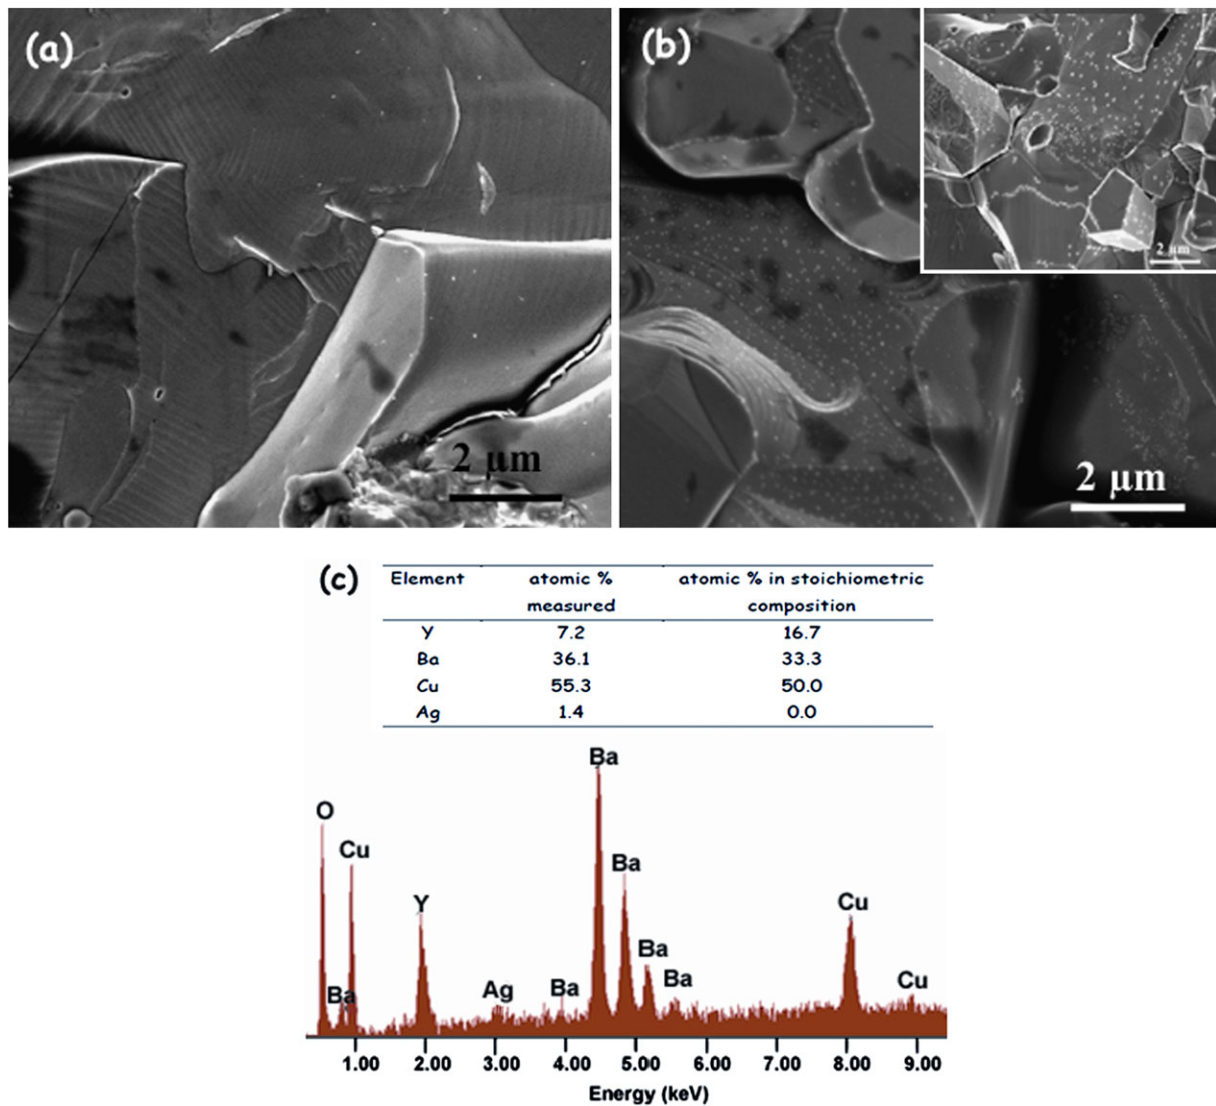 (a)
2 μm
(b)
2 μm
2 μm
(c)
Element atomic % atomic % in stoichiometric
measured composition
Y 7.2 16.7
Ba 36.1 33.3
Cu 55.3 50.0
Ag 1.4 0.0
Ba
O
Cu
Ba
Y
Cu
Ba
Ba
Ag
Ba
Ba
Cu
1.00 2.00 3.00 4.00 5.00 6.00 7.00 8.00 9.00
Energy (keV)